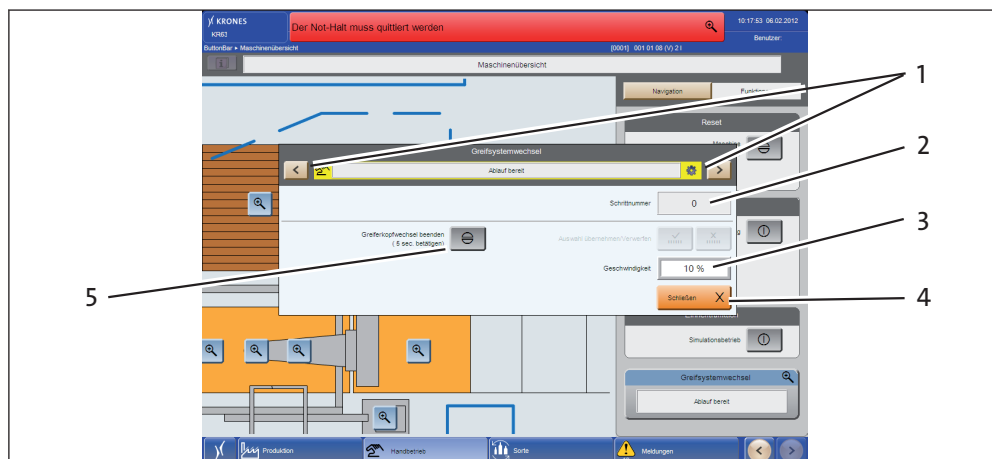 KRONES
KR63
Der Not-Halt muss quittiert werden
10:17:53 06.02.2012
Benutzer:
ButtonBar ▸ Maschinenübersicht
[0001] 001 01 08 (V) 2 l
Maschinenübersicht
Navigation
Reset
Greifsystemwechsel
Ablauf bereit
Schrittnummer 0
Greiferkopfwechsel beenden
( 5 sec. betätigen)
Auswahl übernehmen/Verwerfen
Geschwindigkeit 10 %
Schließen X
Simulationsbetrieb
Greifsystemwechsel
Ablauf bereit
Produktion
Handbetrieb
Sorte
Meldungen
1
2
3
4
5